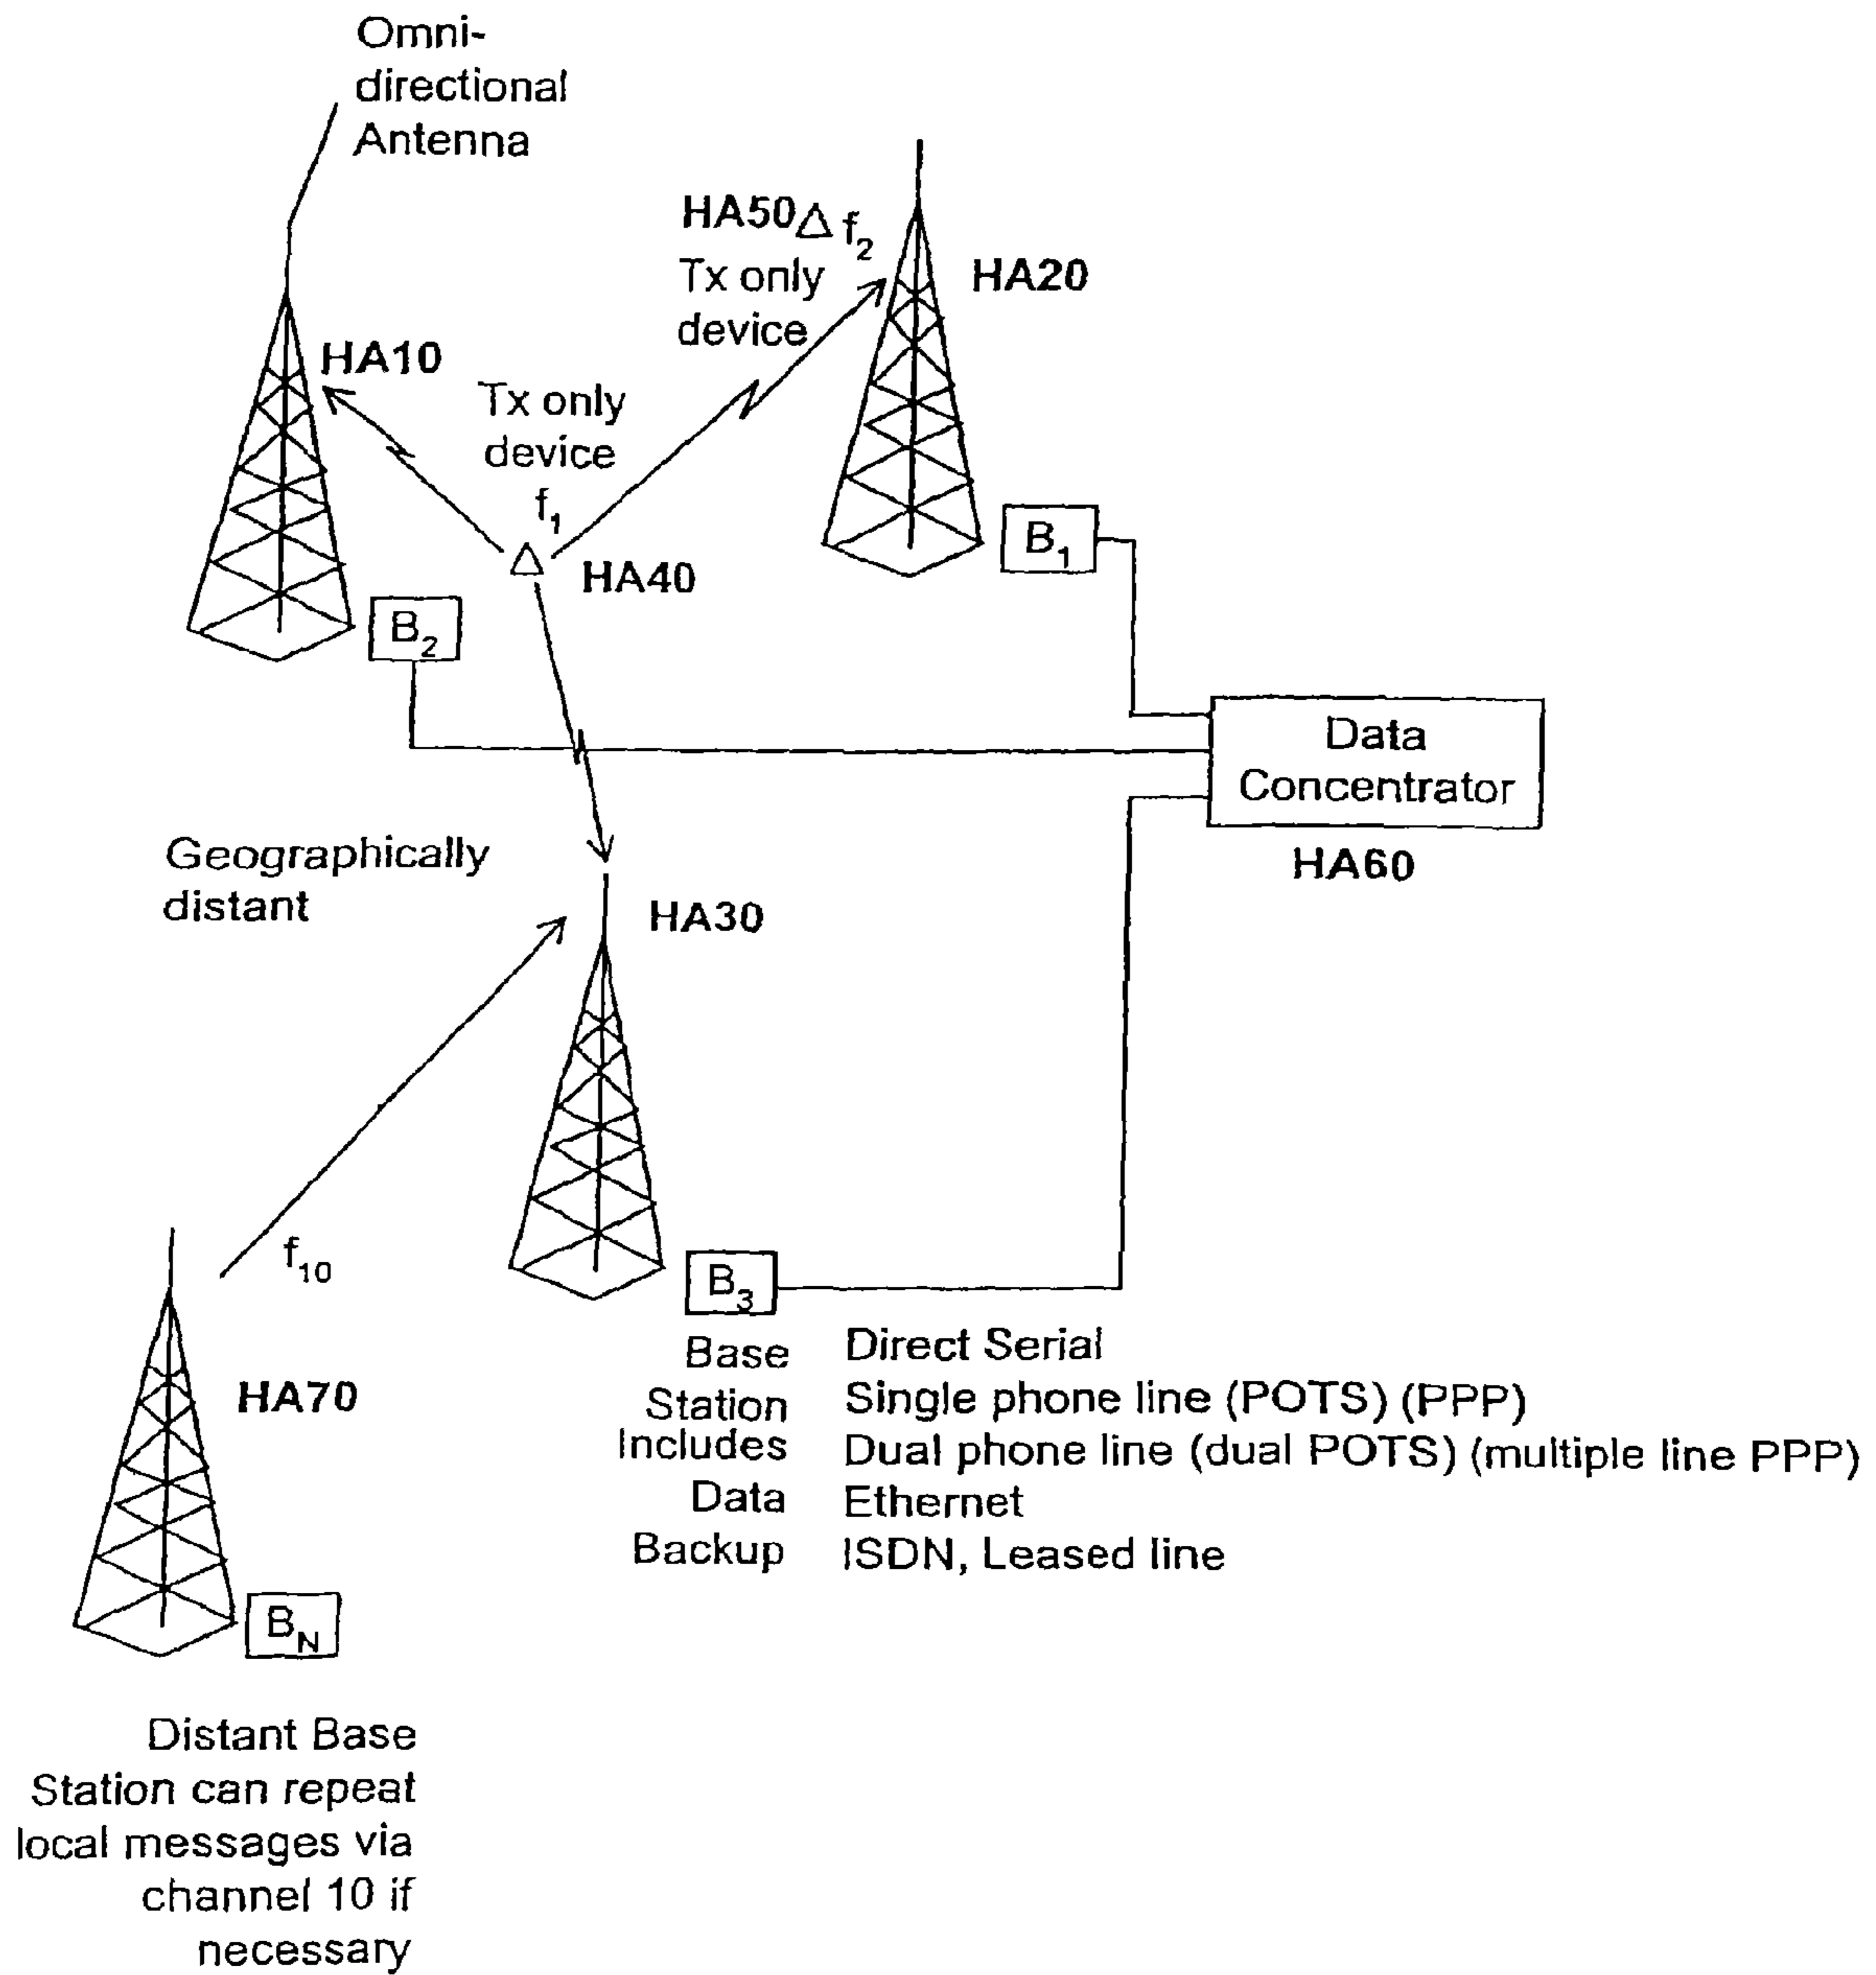 Omni-
directional
Antenna
HA50 f2
Tx only
device
HA20
HA10
Tx only
device
f1
HA40
B1
B2
Data
Concentrator
HA60
Geographically
distant
HA30
f10
B3
HA70
Base
Station
Includes
Data
Backup
Direct Serial
Single phone line (POTS) (PPP)
Dual phone line (dual POTS) (multiple line PPP)
Ethernet
ISDN, Leased line
BN
Distant Base
Station can repeat
local messages via
channel 10 if
necessary